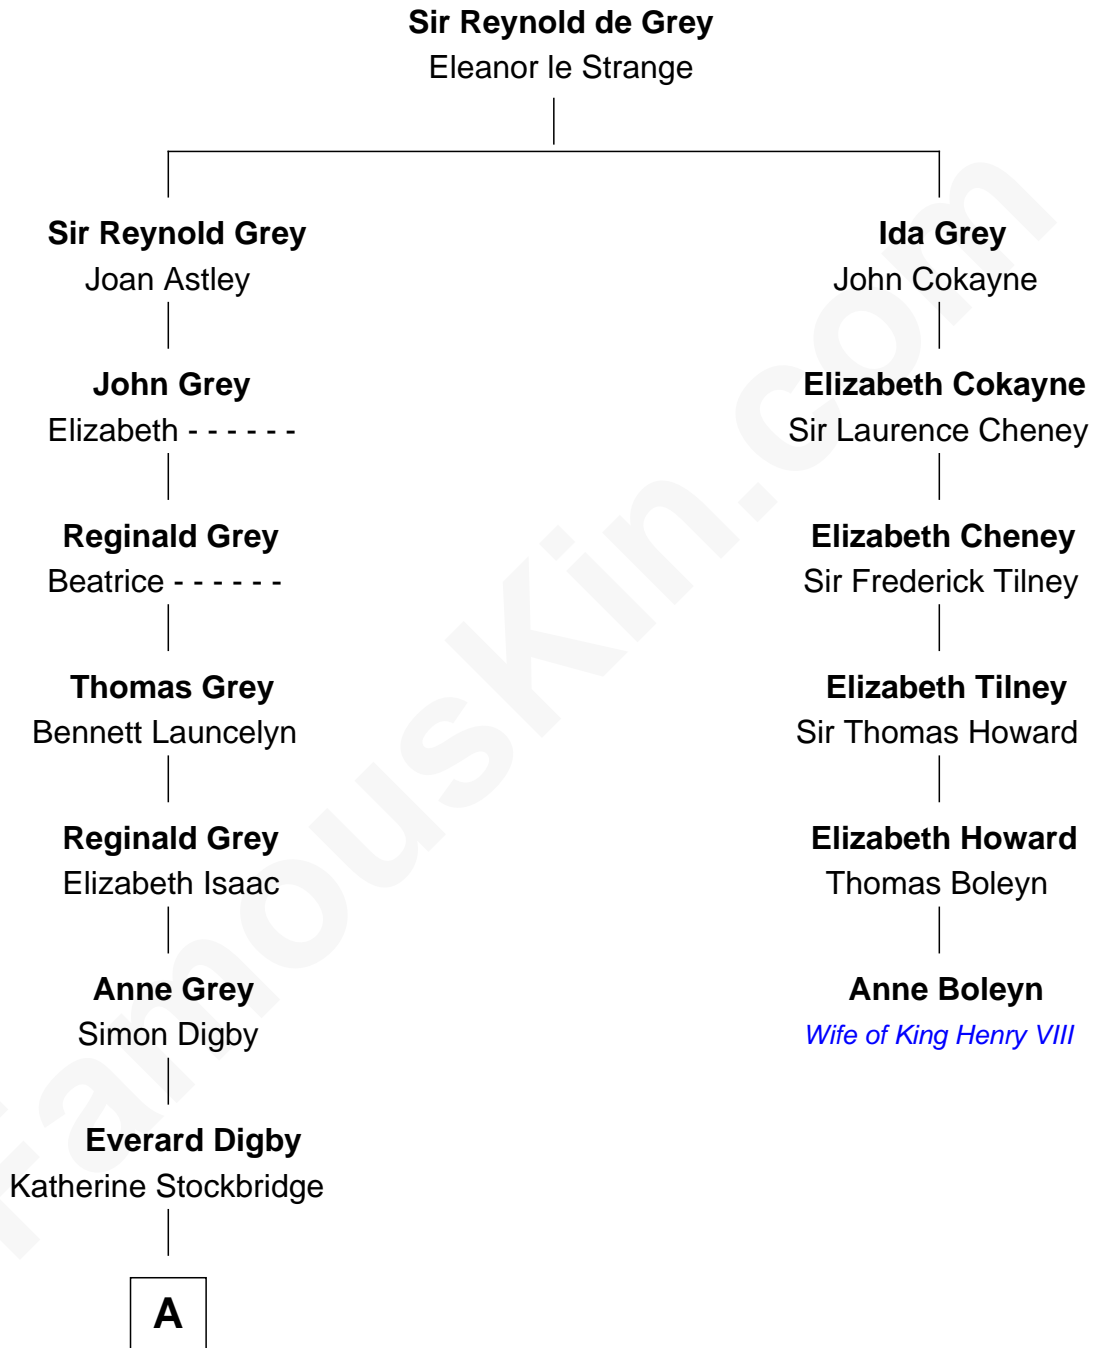 Sir Reynold de Grey
Eleanor le Strange
Sir Reynold Grey
Joan Astley
John Grey
Elizabeth - - - - - -
Reginald Grey
Beatrice - - - - - -
Thomas Grey
Bennett Launcelyn
Reginald Grey
Elizabeth Isaac
Anne Grey
Simon Digby
Everard Digby
Katherine Stockbridge
A
Ida Grey
John Cokayne
Elizabeth Cokayne
Sir Laurence Cheney
Elizabeth Cheney
Sir Frederick Tilney
Elizabeth Tilney
Sir Thomas Howard
Elizabeth Howard
Thomas Boleyn
Anne Boleyn
Wife of King Henry VIII
FamousKin.com